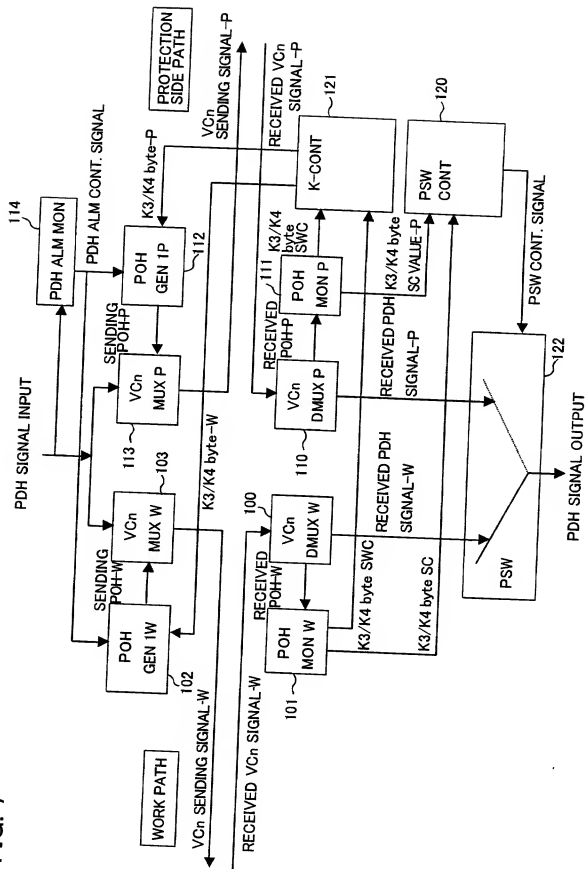 PDH SIGNAL INPUT
114
PDH ALM MON
PDH ALM CONT. SIGNAL
PROTECTION
SIDE PATH
WORK PATH
102
POH
GEN 1W
SENDING
POH-W
VCn
MUX W
103
VCn
MUX P
113
SENDING
POH-P
POH
GEN 1P
112
K3/K4 byte-P
K3/K4 byte-W
VCn
SENDING SIGNAL-P
RECEIVED VCn
SIGNAL-P
VCn SENDING SIGNAL-W
RECEIVED VCn SIGNAL-W
101
POH
MON W
RECEIVED
POH-W
100
VCn
DMUX W
VCn
DMUX P
110
RECEIVED
POH-P
111
POH
MON P
K3/K4
byte
SWC
K-CONT
121
K3/K4 byte SWC
K3/K4 byte SC
K3/K4 byte
SC VALUE-P
RECEIVED PDH
SIGNAL-W
RECEIVED PDH
SIGNAL-P
PSW
CONT
120
PSW CONT. SIGNAL
PSW
122
PDH SIGNAL OUTPUT